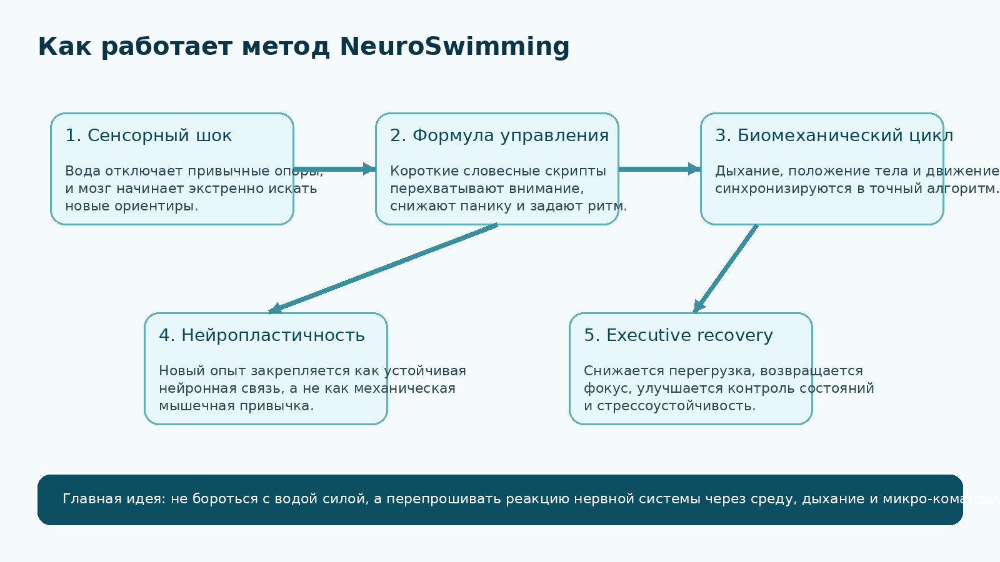 Как работает метод NeuroSwimming
1. Сенсорный шок
Вода отключает привычные опоры,
и мозг начинает экстренно искать
новые ориентиры.
2. Формула управления
Короткие словесные скрипты
перехватывают внимание,
снижают панику и задают ритм.
3. Биомеханический цикл
Дыхание, положение тела и движение
синхронизируются в точный алгоритм.
4. Нейропластичность
Новый опыт закрепляется как устойчивая
нейронная связь, а не как механическая
мышечная привычка.
5. Executive recovery
Снижается перегрузка, возвращается
фокус, улучшается контроль состояний
и стрессоустойчивость.
Главная идея: не бороться с водой силой, а перепрошивать реакцию нервной системы через среду, дыхание и микро-команды